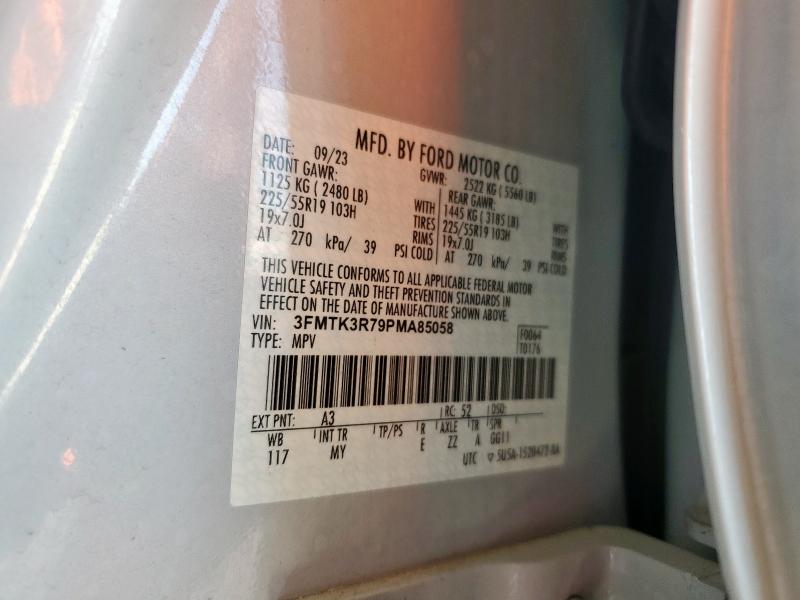 MFD. BY FORD MOTOR CO.
DATE: 09/23 GVWR: 2522 KG ( 5560 LB)
FRONT GAWR: REAR GAWR:
1125 KG ( 2480 LB) WITH 1445 KG ( 3185 LB) WITH
225/55R19 103H TIRES 225/55R19 103H TIRES
19x7.0J RIMS 19x7.0J RIMS
AT 270 kPa/ 39 PSI COLD AT 270 kPa/ 39 PSI COLD
THIS VEHICLE CONFORMS TO ALL APPLICABLE FEDERAL MOTOR
VEHICLE SAFETY AND THEFT PREVENTION STANDARDS IN
EFFECT ON THE DATE OF MANUFACTURE SHOWN ABOVE.
VIN: 3FMTK3R79PMA85058 F0064
TYPE: MPV T0176
EXT PNT: A3 RC: 52 DSO:
WB INT TR TP/PS R AXLE TR SPR
117 MY E ZZ A GG11
UTC ▽ 5U5A-1520472-BA